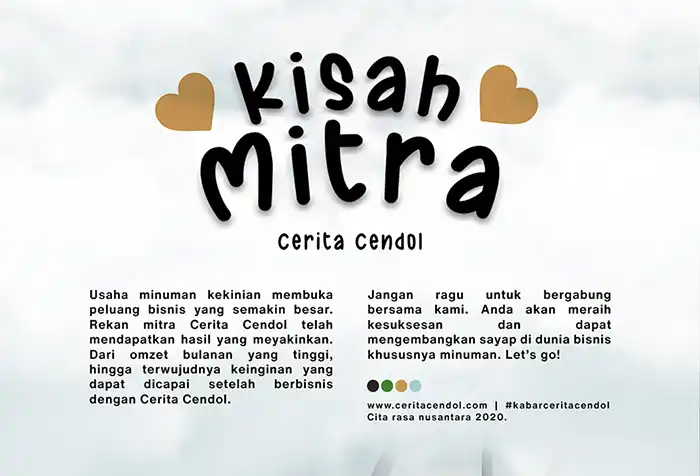 Kisah
Mitra
Cerita Cendol
Usaha minuman kekinian membuka
peluang bisnis yang semakin besar.
Rekan mitra Cerita Cendol telah
mendapatkan hasil yang meyakinkan.
Dari omzet bulanan yang tinggi,
hingga terwujudnya keinginan yang
dapat dicapai setelah berbisnis
dengan Cerita Cendol.
Jangan ragu untuk bergabung
bersama kami. Anda akan meraih
kesuksesan dan dapat
mengembangkan sayap di dunia bisnis
khususnya minuman. Let's go!
www.ceritacendol.com | #kabarceritacendol
Cita rasa nusantara 2020.